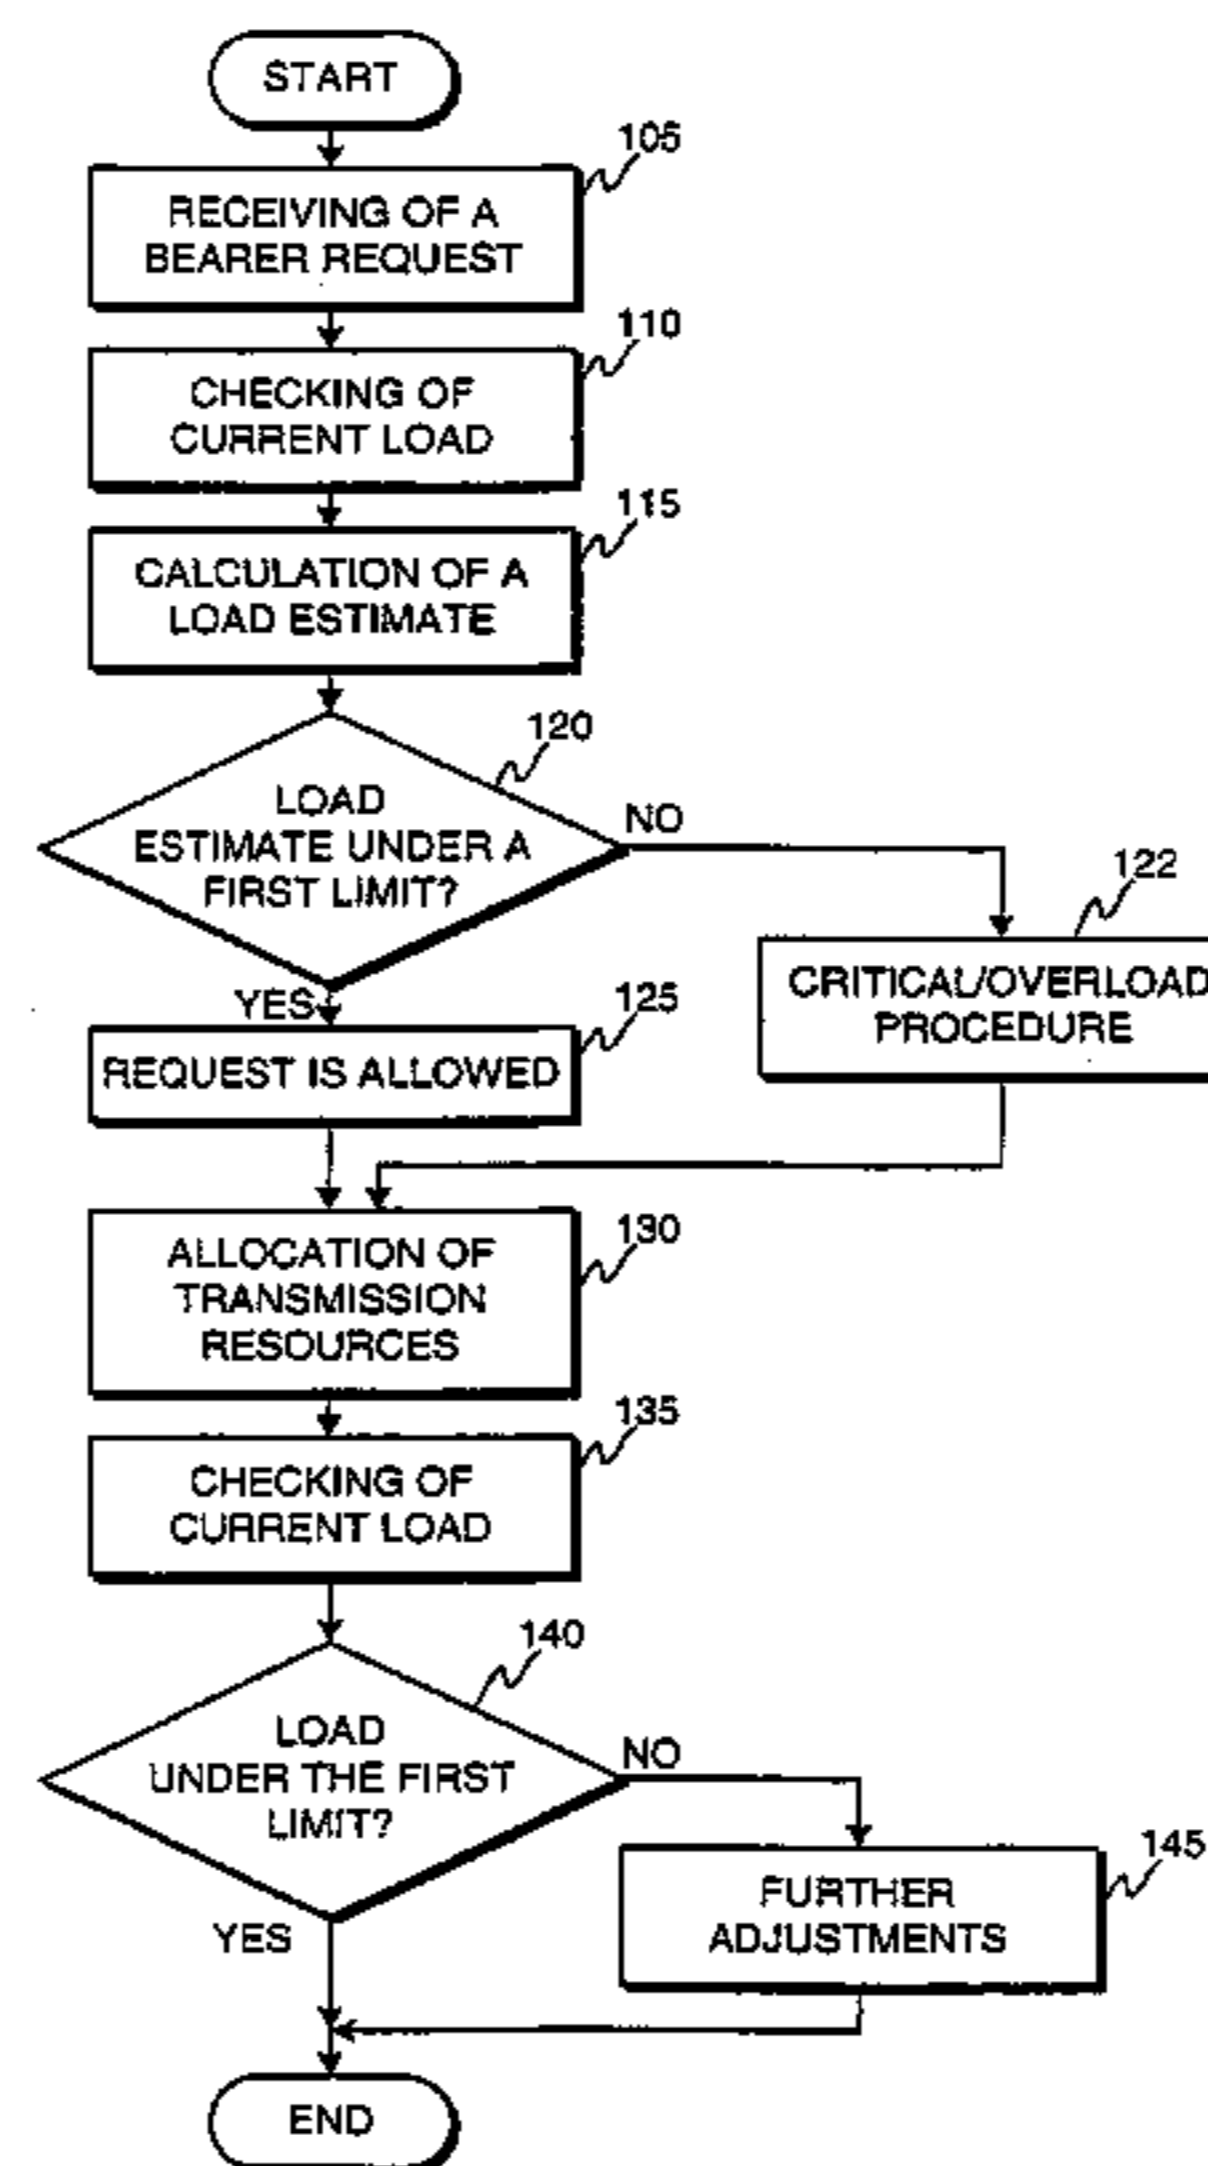 START
105
RECEIVING OF A
BEARER REQUEST
110
CHECKING OF
CURRENT LOAD
115
CALCULATION OF A
LOAD ESTIMATE
120
LOAD
ESTIMATE UNDER A
FIRST LIMIT?
NO
122
CRITICAL/OVERLOAD
PROCEDURE
YES
125
REQUEST IS ALLOWED
130
ALLOCATION OF
TRANSMISSION
RESOURCES
135
CHECKING OF
CURRENT LOAD
140
LOAD
UNDER THE FIRST
LIMIT?
NO
145
FURTHER
ADJUSTMENTS
YES
END